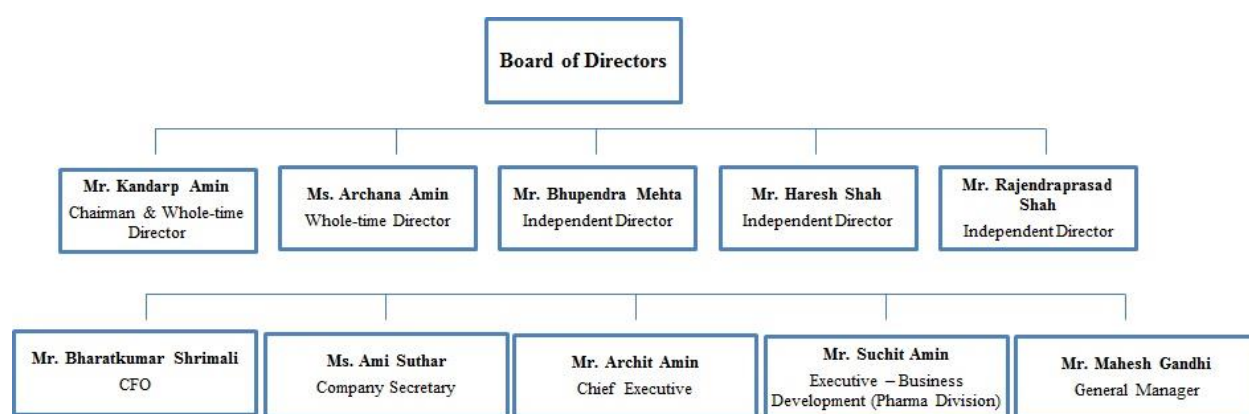 Board of Directors
Mr. Kandarp Amin
Chairman & Whole-time
Director
Ms. Archana Amin
Whole-time Director
Mr. Bhupendra Mehta
Independent Director
Mr. Haresh Shah
Independent Director
Mr. Rajendraprasad
Shah
Independent Director
Mr. Bharatkumar Shrimali
CFO
Ms. Ami Suthar
Company Secretary
Mr. Archit Amin
Chief Executive
Mr. Suchit Amin
Executive – Business
Development (Pharma Division)
Mr. Mahesh Gandhi
General Manager